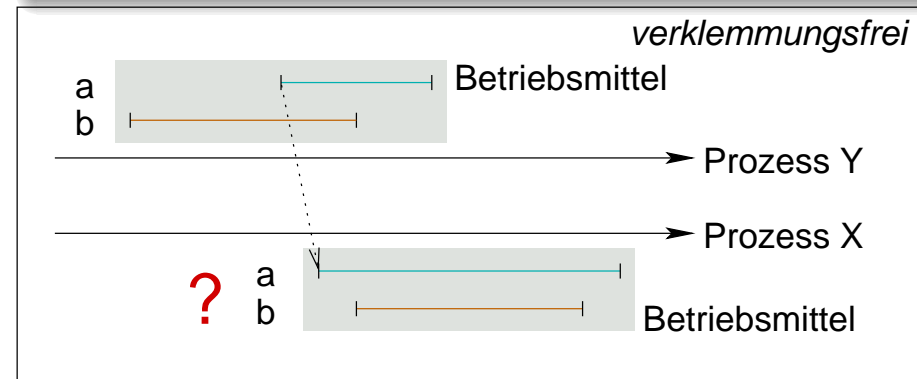 verklemmungsfrei
a
Betriebsmittel
b
Prozess Y
Prozess X
a
?
b
Betriebsmittel